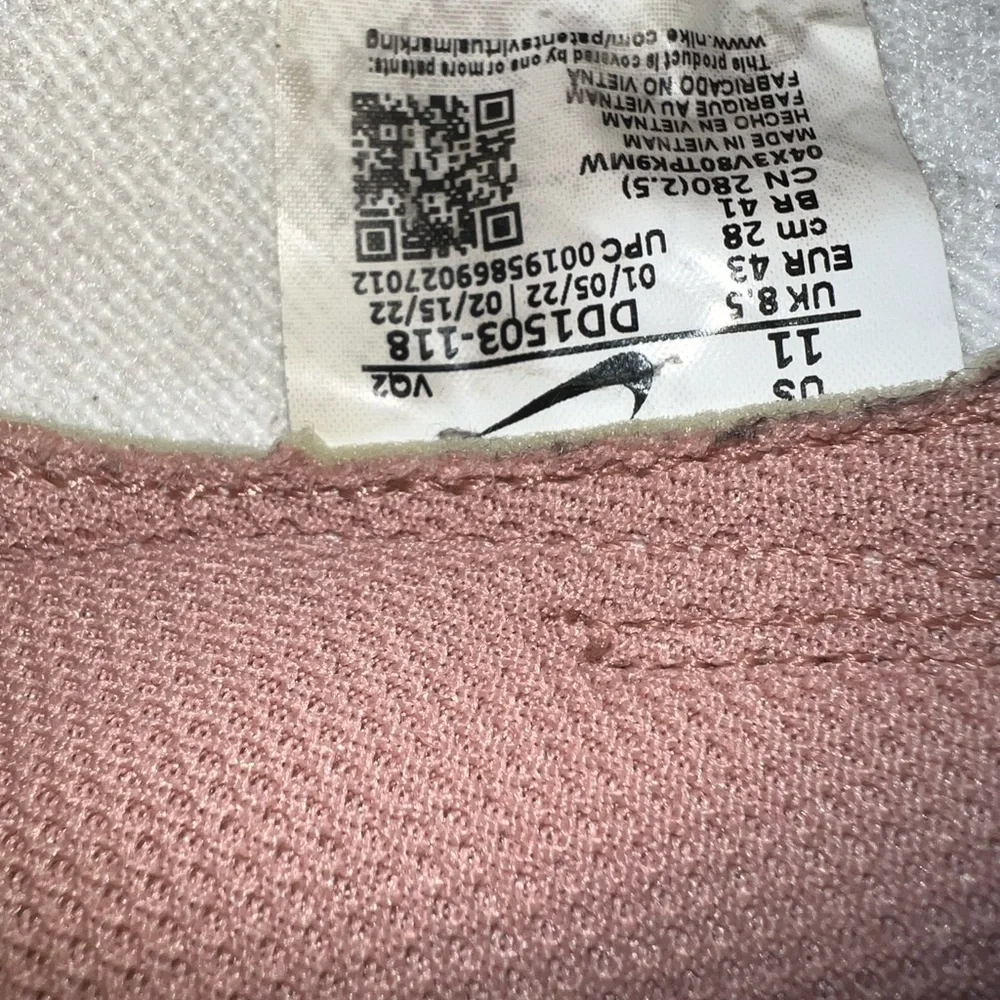 US
11
VQ2
UK 8.5
EUR 43
cm 28
BR 41
CN 280(2.5)
DD1503-118
01/05/22 | 02/15/22
UPC 00195869027012
04X3V80TPK9MW
MADE IN VIETNAM
HECHO EN VIETNAM
FABRIQUE AU VIETNAM
FABRICADO NO VIETNA
This product is covered by one or more patents:
www.nike.com/patentsvirtualmarking